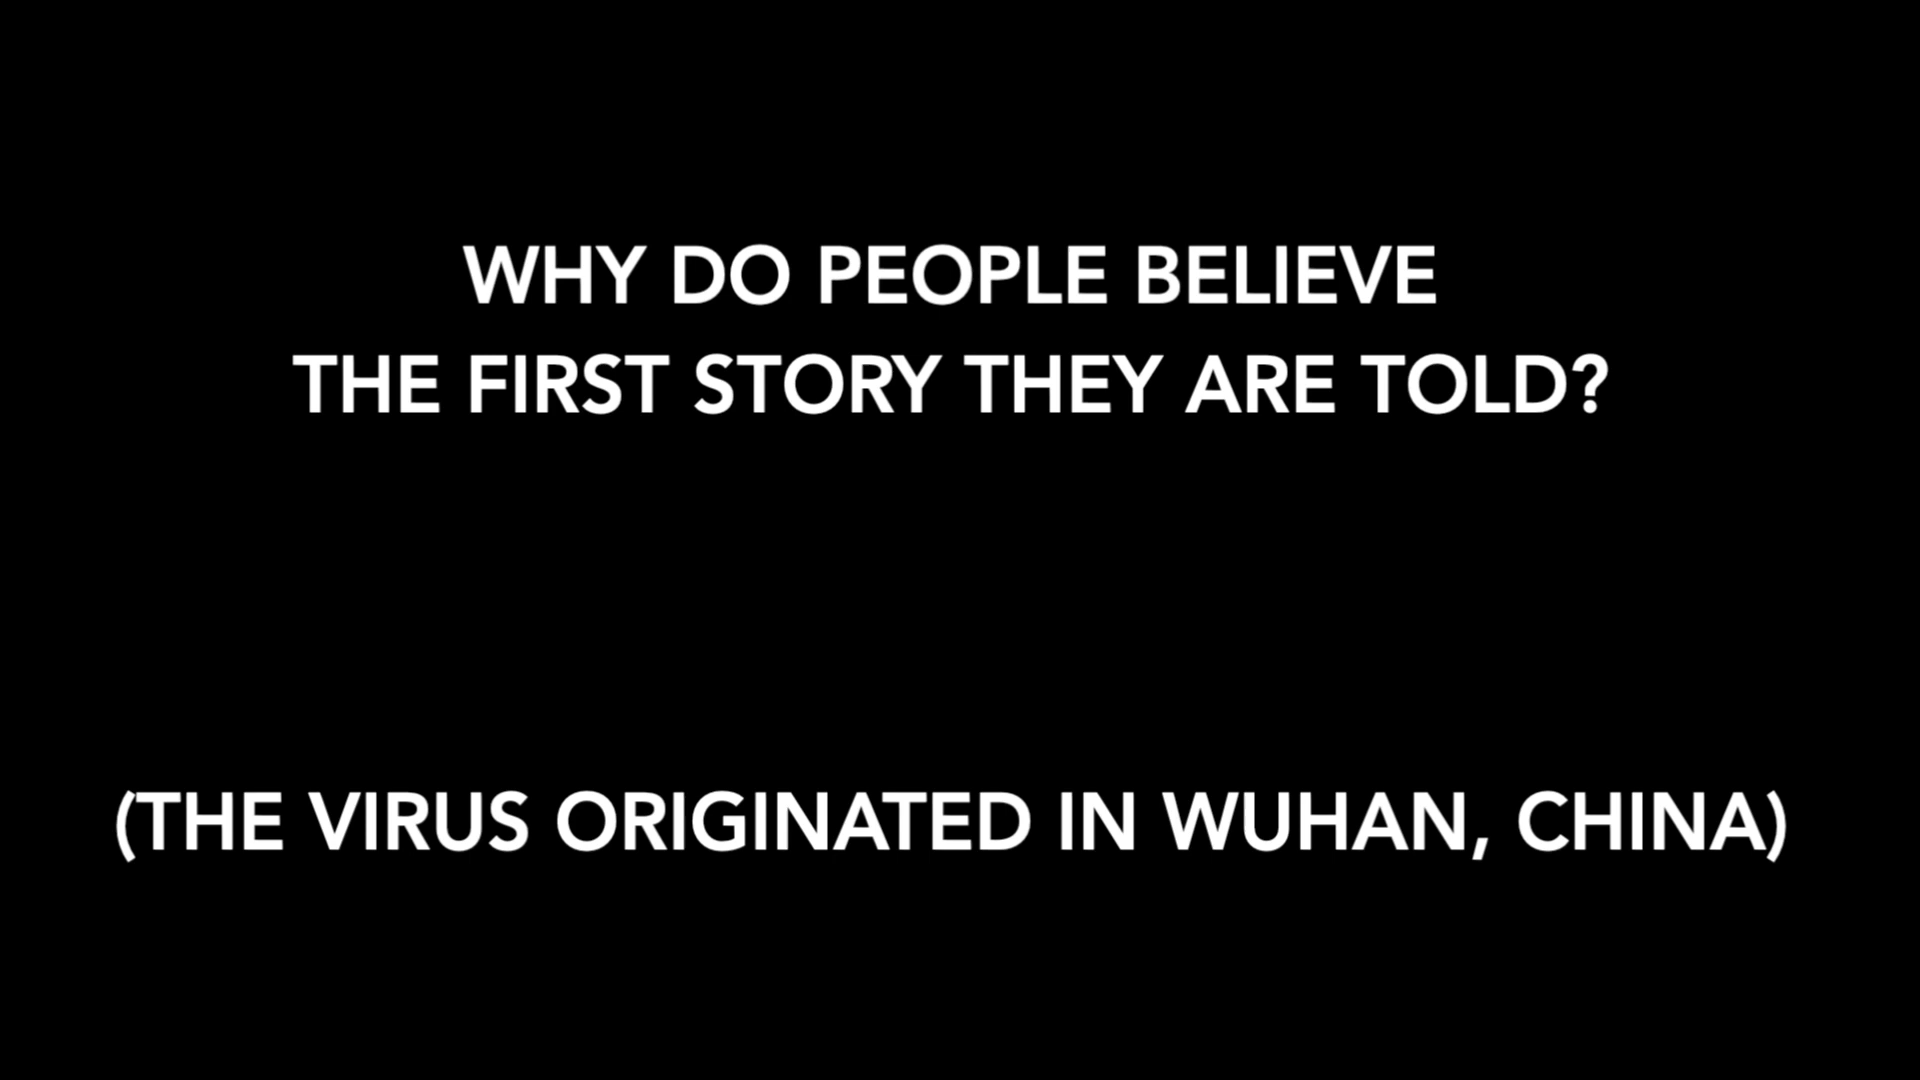 WHY DO PEOPLE BELIEVE
THE FIRST STORY THEY ARE TOLD?
(THE VIRUS ORIGINATED IN WUHAN, CHINA)